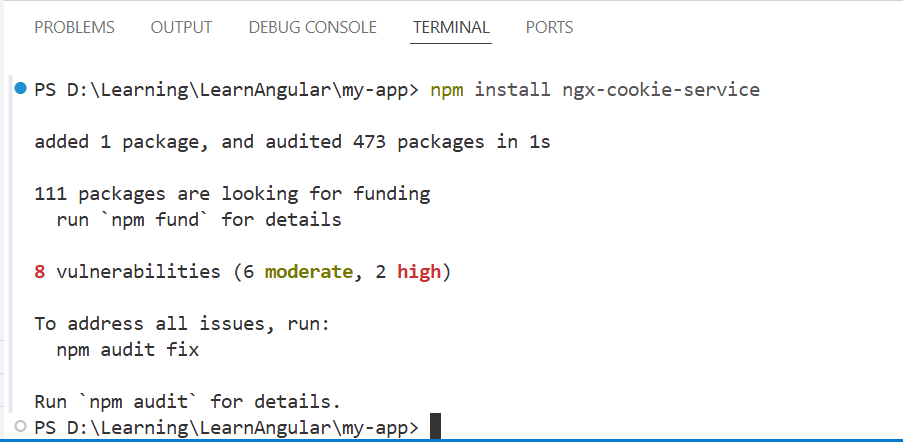 PROBLEMS OUTPUT DEBUG CONSOLE TERMINAL PORTS
PS D:\Learning\LearnAngular\my-app> npm install ngx-cookie-service
added 1 package, and audited 473 packages in 1s
111 packages are looking for funding
  run `npm fund` for details
8 vulnerabilities (6 moderate, 2 high)
To address all issues, run:
  npm audit fix
Run `npm audit` for details.
PS D:\Learning\LearnAngular\my-app>